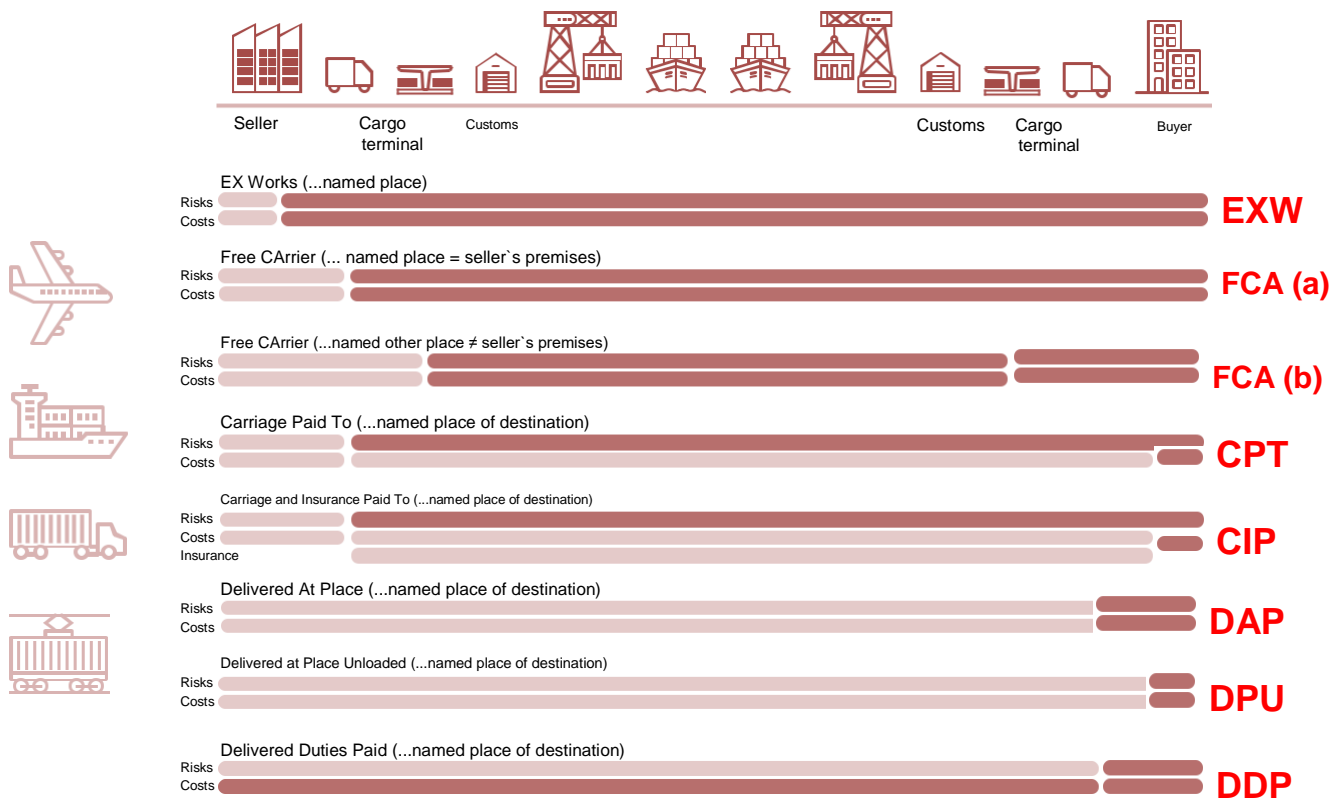 Seller
Cargo
terminal
Customs
Customs
Cargo
terminal
Buyer
EX Works (...named place)
Risks
Costs
EXW
Free CArrier (... named place = seller`s premises)
Risks
Costs
FCA (a)
Free CArrier (...named other place ≠ seller`s premises)
Risks
Costs
FCA (b)
Carriage Paid To (...named place of destination)
Risks
Costs
CPT
Carriage and Insurance Paid To (...named place of destination)
Risks
Costs
Insurance
CIP
Delivered At Place (...named place of destination)
Risks
Costs
DAP
Delivered at Place Unloaded (...named place of destination)
Risks
Costs
DPU
Delivered Duties Paid (...named place of destination)
Risks
Costs
DDP